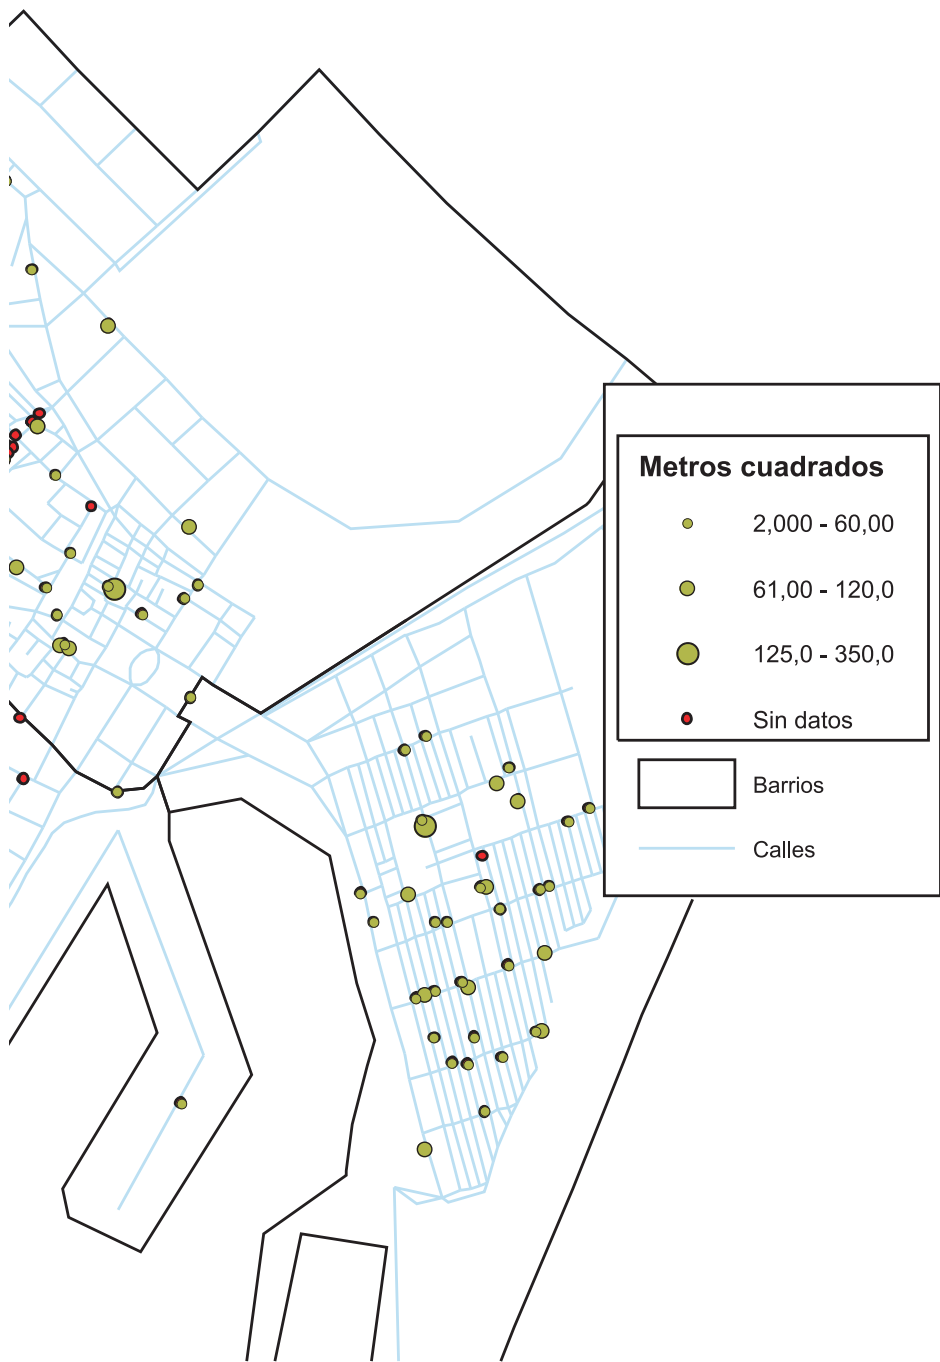 Metros cuadrados
2,000 - 60,00
61,00 - 120,0
125,0 - 350,0
Sin datos
Barrios
Calles